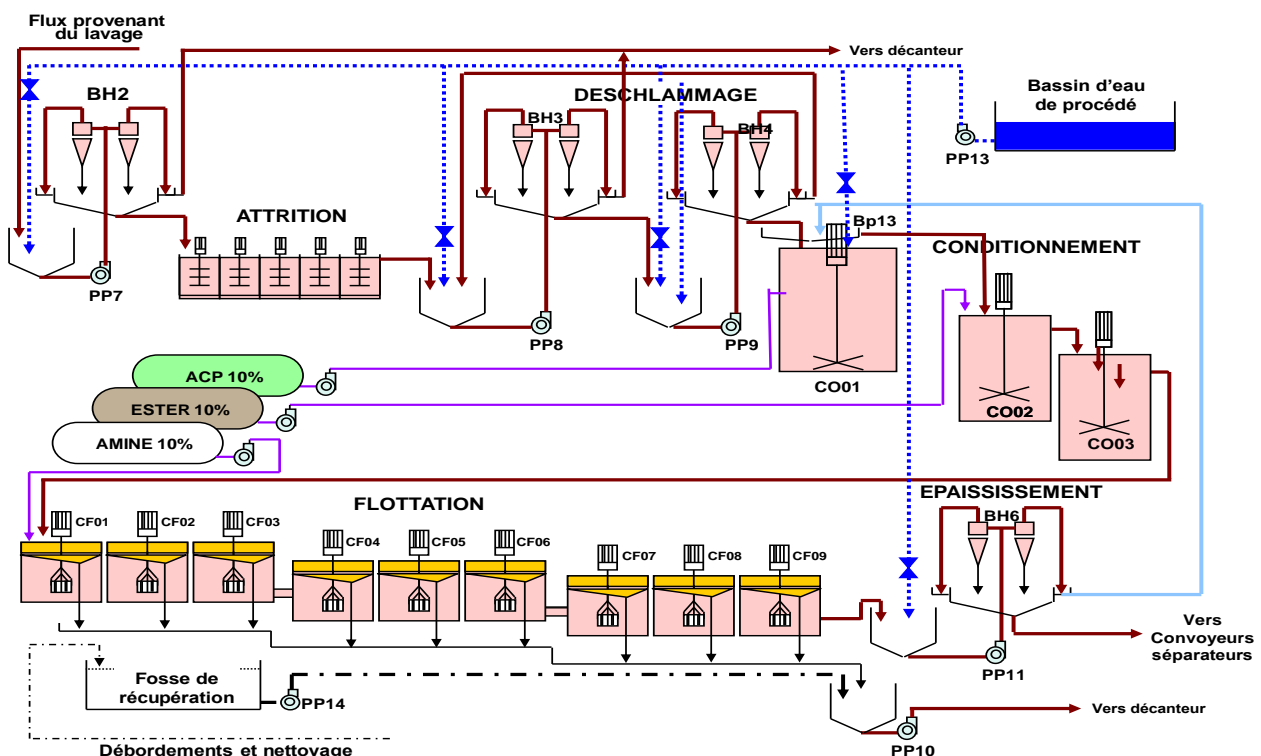 Flux provenant
du lavage
Vers décanteur
BH2
DESCHLAMMAGE
BH3
BH4
Bassin d'eau
de procédé
PP13
ATTRITION
Bp13
CONDITIONNEMENT
PP7
PP8
PP9
CO01
CO02
CO03
ACP 10%
ESTER 10%
AMINE 10%
FLOTTATION
EPAISSISSEMENT
BH6
CF01
CF02
CF03
CF04
CF05
CF06
CF07
CF08
CF09
Vers
Convoyeurs
séparateurs
PP11
Fosse de
récupération
PP14
Vers décanteur
PP10
Débordements et nettoyage